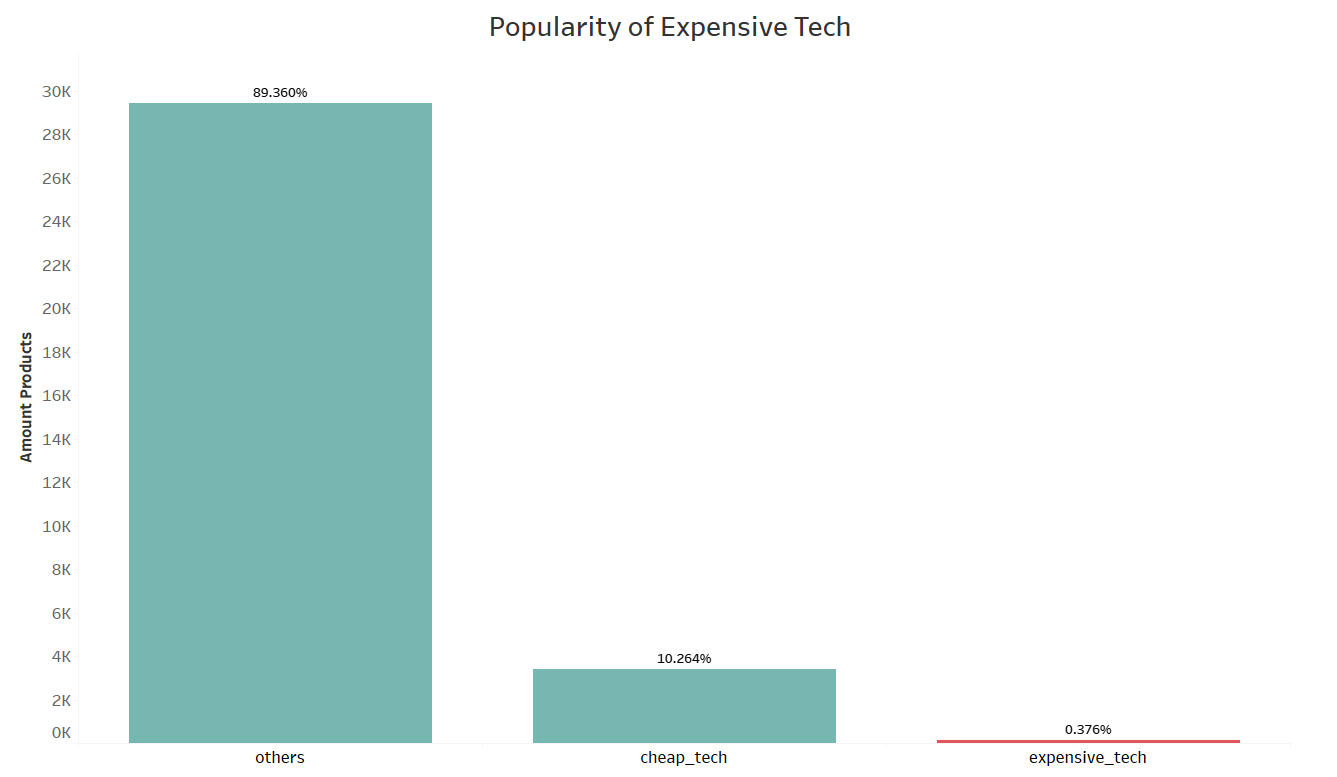 Popularity of Expensive Tech
Amount Products
30K
28K
26K
24K
22K
20K
18K
16K
14K
12K
10K
8K
6K
4K
2K
0K
89.360%
10.264%
0.376%
others
cheap_tech
expensive_tech